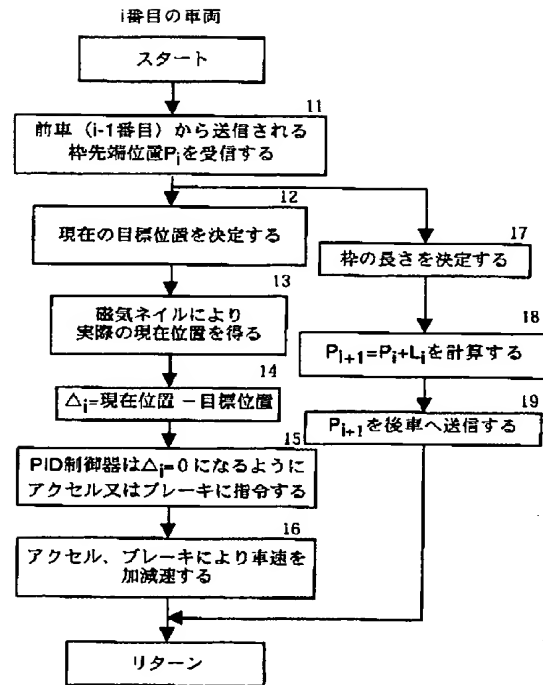 i番目の車両
スタート
11
前車（i-1番目）から送信される
枠先端位置Piを受信する
12
現在の目標位置を決定する
13
磁気ネイルにより
実際の現在位置を得る
14
△i=現在位置－目標位置
15
PID制御器は△i=0になるように
アクセル又はブレーキに指令する
16
アクセル、ブレーキにより車速を
加減速する
17
枠の長さを決定する
18
Pi+1=Pi+Liを計算する
19
Pi+1を後車へ送信する
リターン